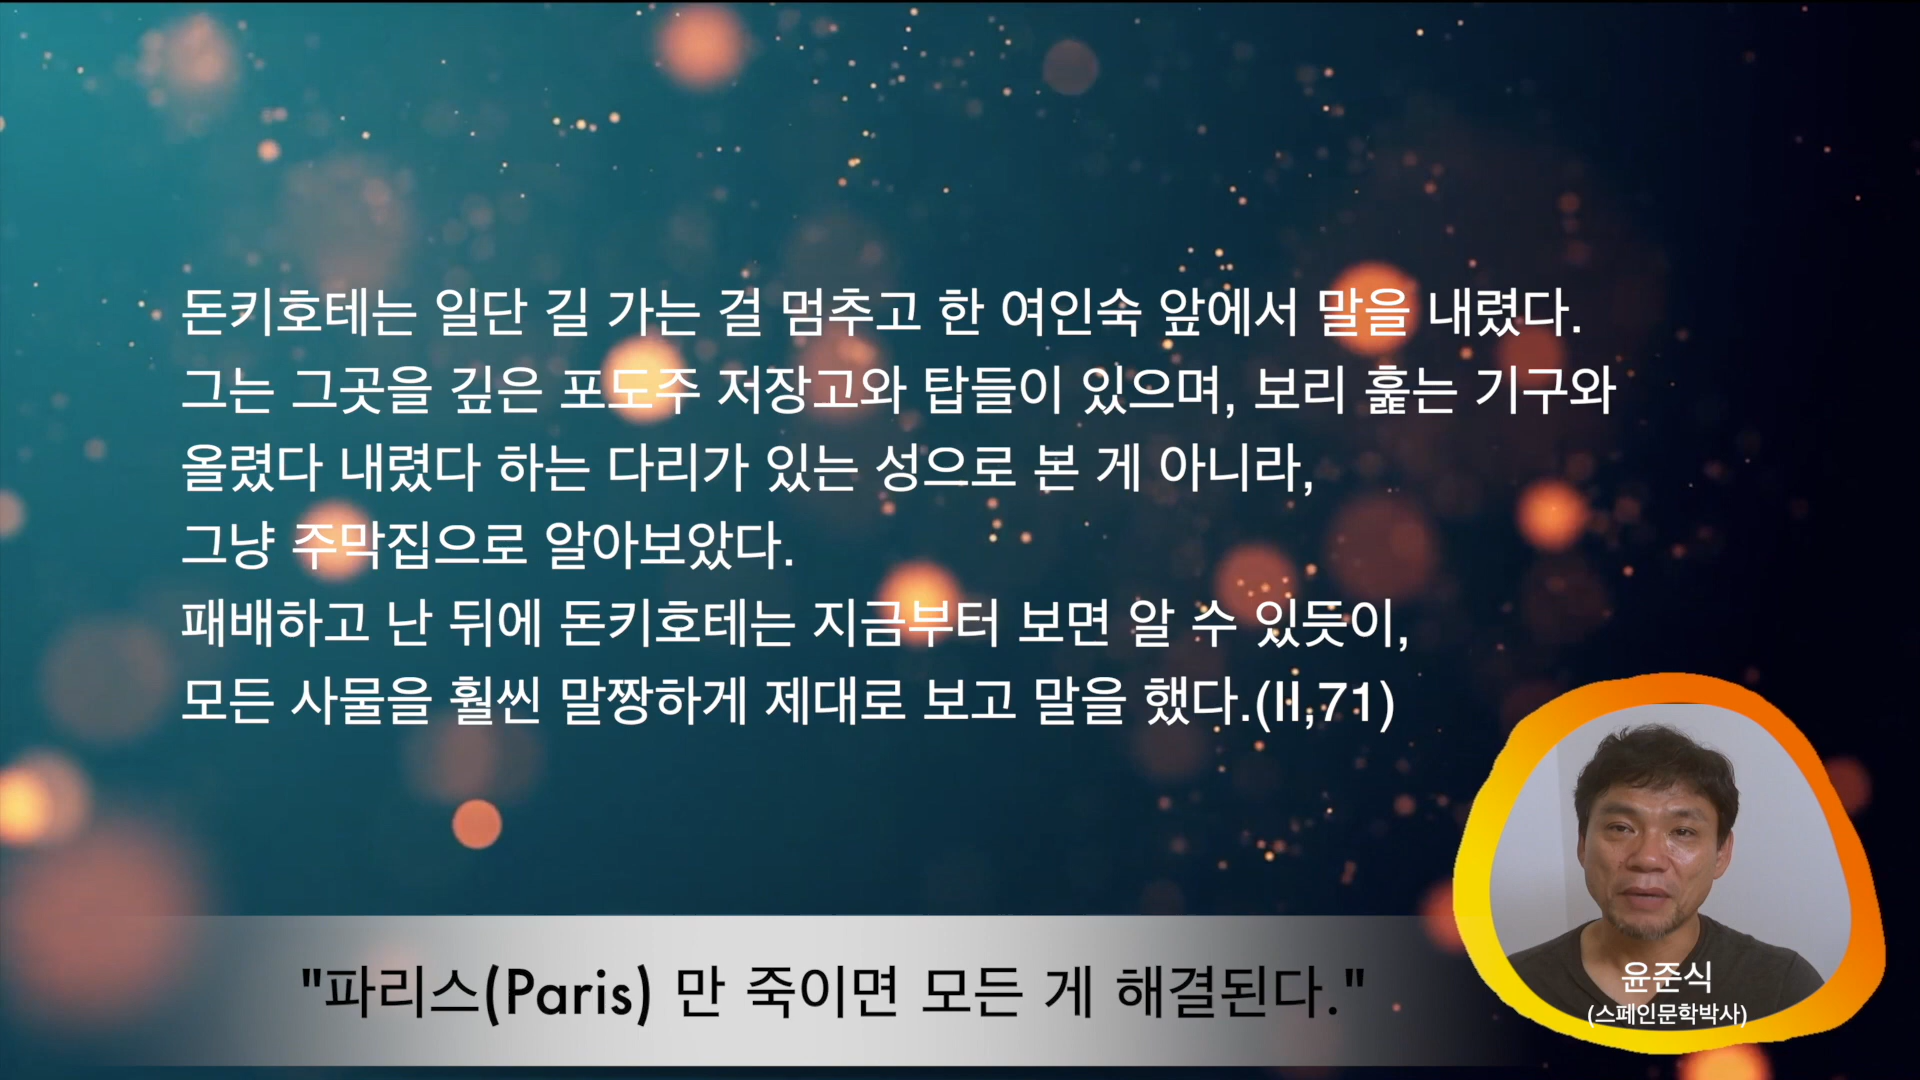 돈키호테는 일단 길 가는 걸 멈추고 한 여인숙 앞에서 말을 내렸다.
그는 그곳을 깊은 포도주 저장고와 탑들이 있으며, 보리 훑는 기구와
올렸다 내렸다 하는 다리가 있는 성으로 본 게 아니라,
그냥 주막집으로 알아보았다.
패배하고 난 뒤에 돈키호테는 지금부터 보면 알 수 있듯이,
모든 사물을 훨씬 말짱하게 제대로 보고 말을 했다.(II,71)
"파리스(Paris) 만 죽이면 모든 게 해결된다."
윤준식
(스페인문학박사)